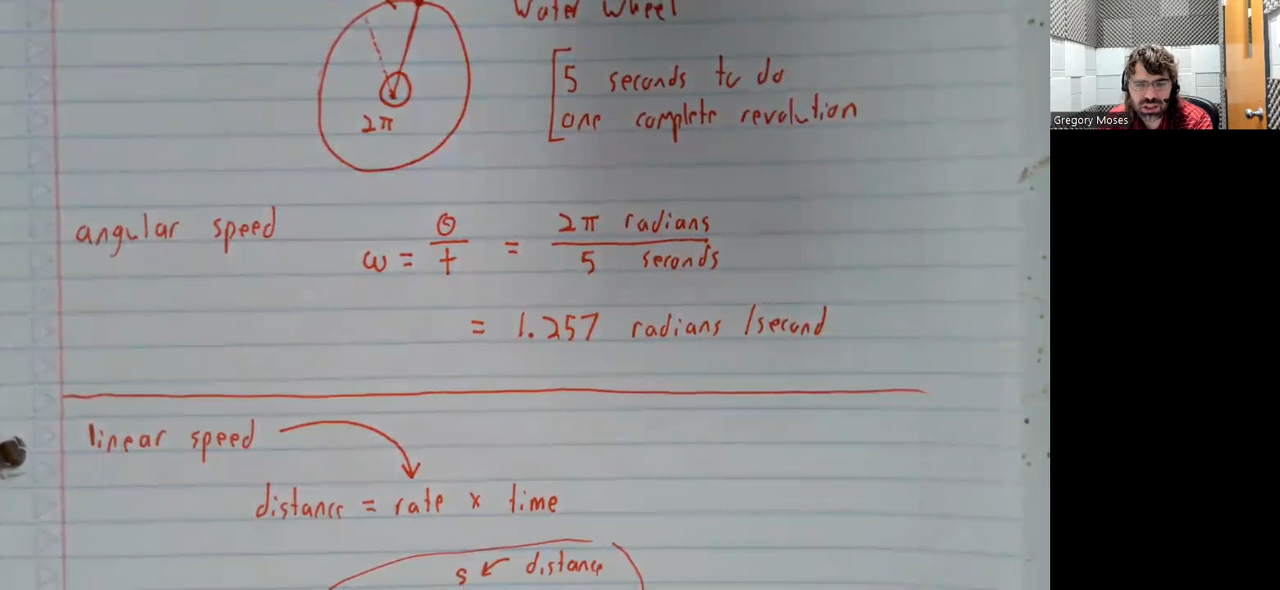 Water Wheel
5 seconds to do
one complete revolution
2π
angular speed
ω = θ/t = 2π radians / 5 seconds
= 1.257 radians /second
linear speed
distance = rate × time
s ← distance
Gregory Moses